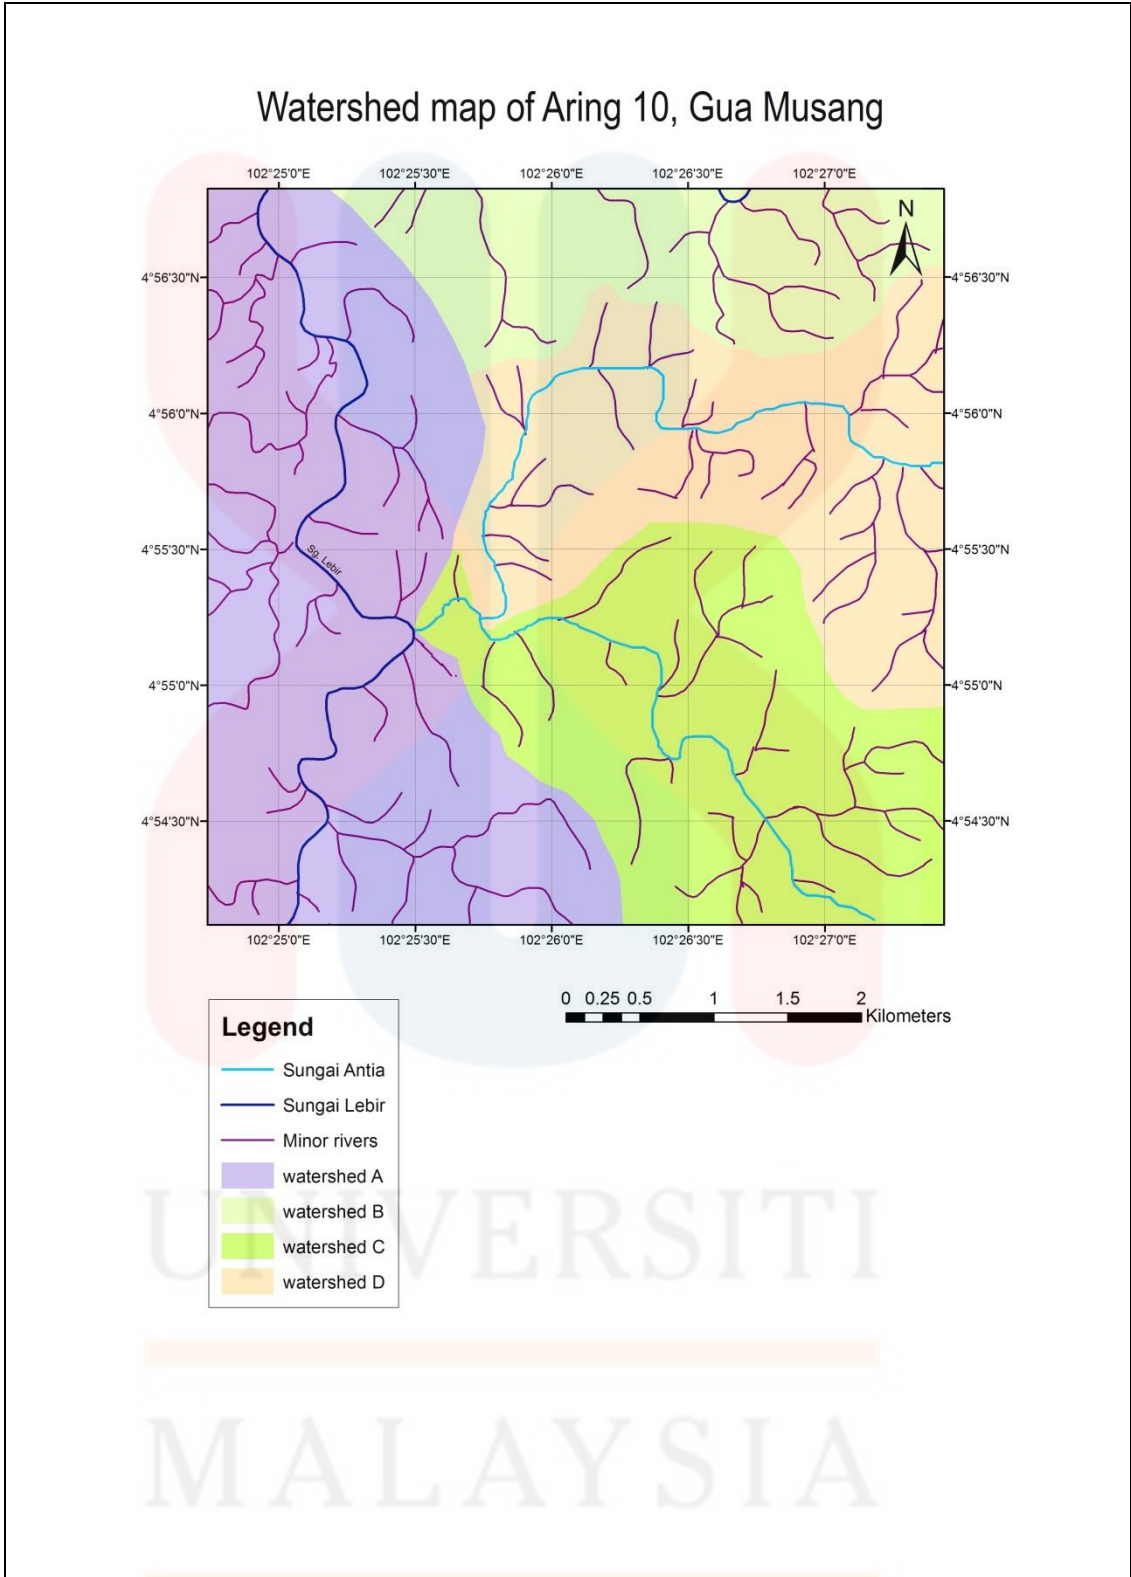 Watershed map of Aring 10, Gua Musang
102°25'0"E 102°25'30"E 102°26'0"E 102°26'30"E 102°27'0"E
N
4°56'30"N 4°56'30"N
4°56'0"N 4°56'0"N
4°55'30"N 4°55'30"N
Sg. Lebir
4°55'0"N 4°55'0"N
4°54'30"N 4°54'30"N
102°25'0"E 102°25'30"E 102°26'0"E 102°26'30"E 102°27'0"E
0 0.25 0.5 1 1.5 2
Kilometers
Legend
Sungai Antia
Sungai Lebir
Minor rivers
watershed A
watershed B
watershed C
watershed D
UNIVERSITI
MALAYSIA